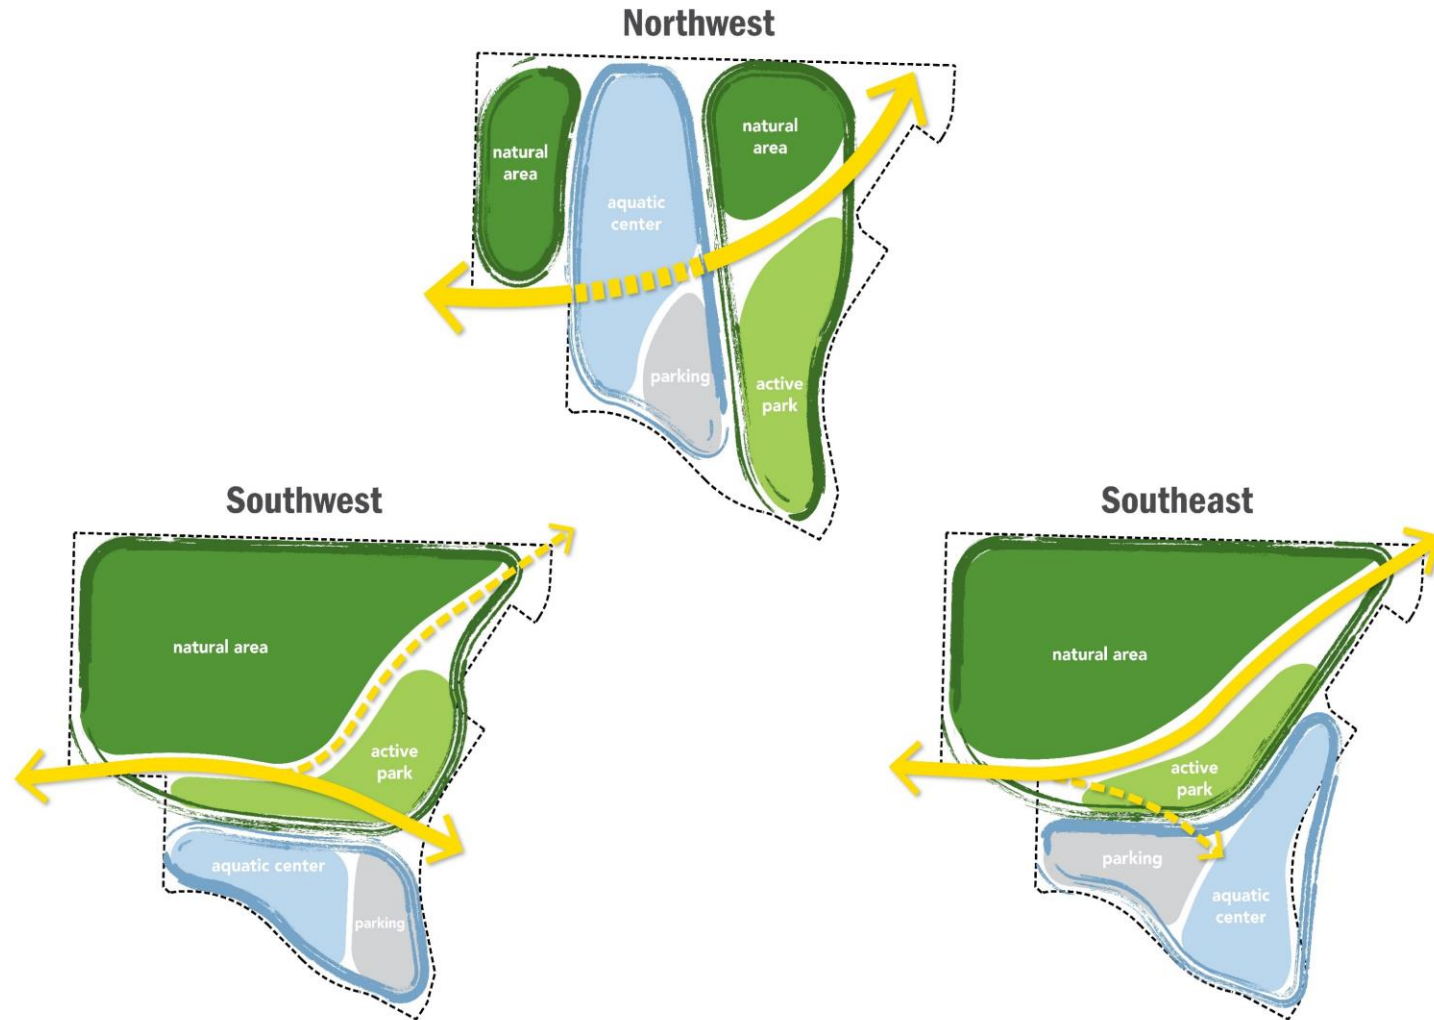 Northwest
natural
area
aquatic
center
natural
area
parking
active
park
Southwest
natural area
active
park
aquatic center
parking
Southeast
natural area
active
park
parking
aquatic
center